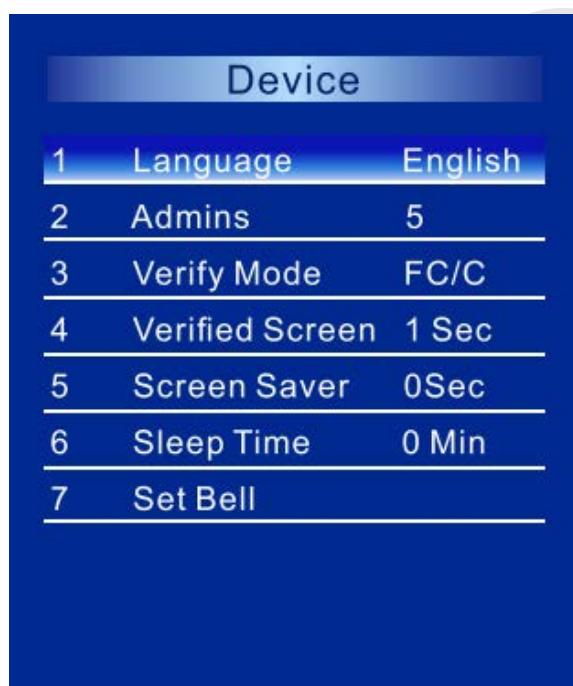 Device
1 Language English
2 Admins 5
3 Verify Mode FC/C
4 Verified Screen 1 Sec
5 Screen Saver 0Sec
6 Sleep Time 0 Min
7 Set Bell